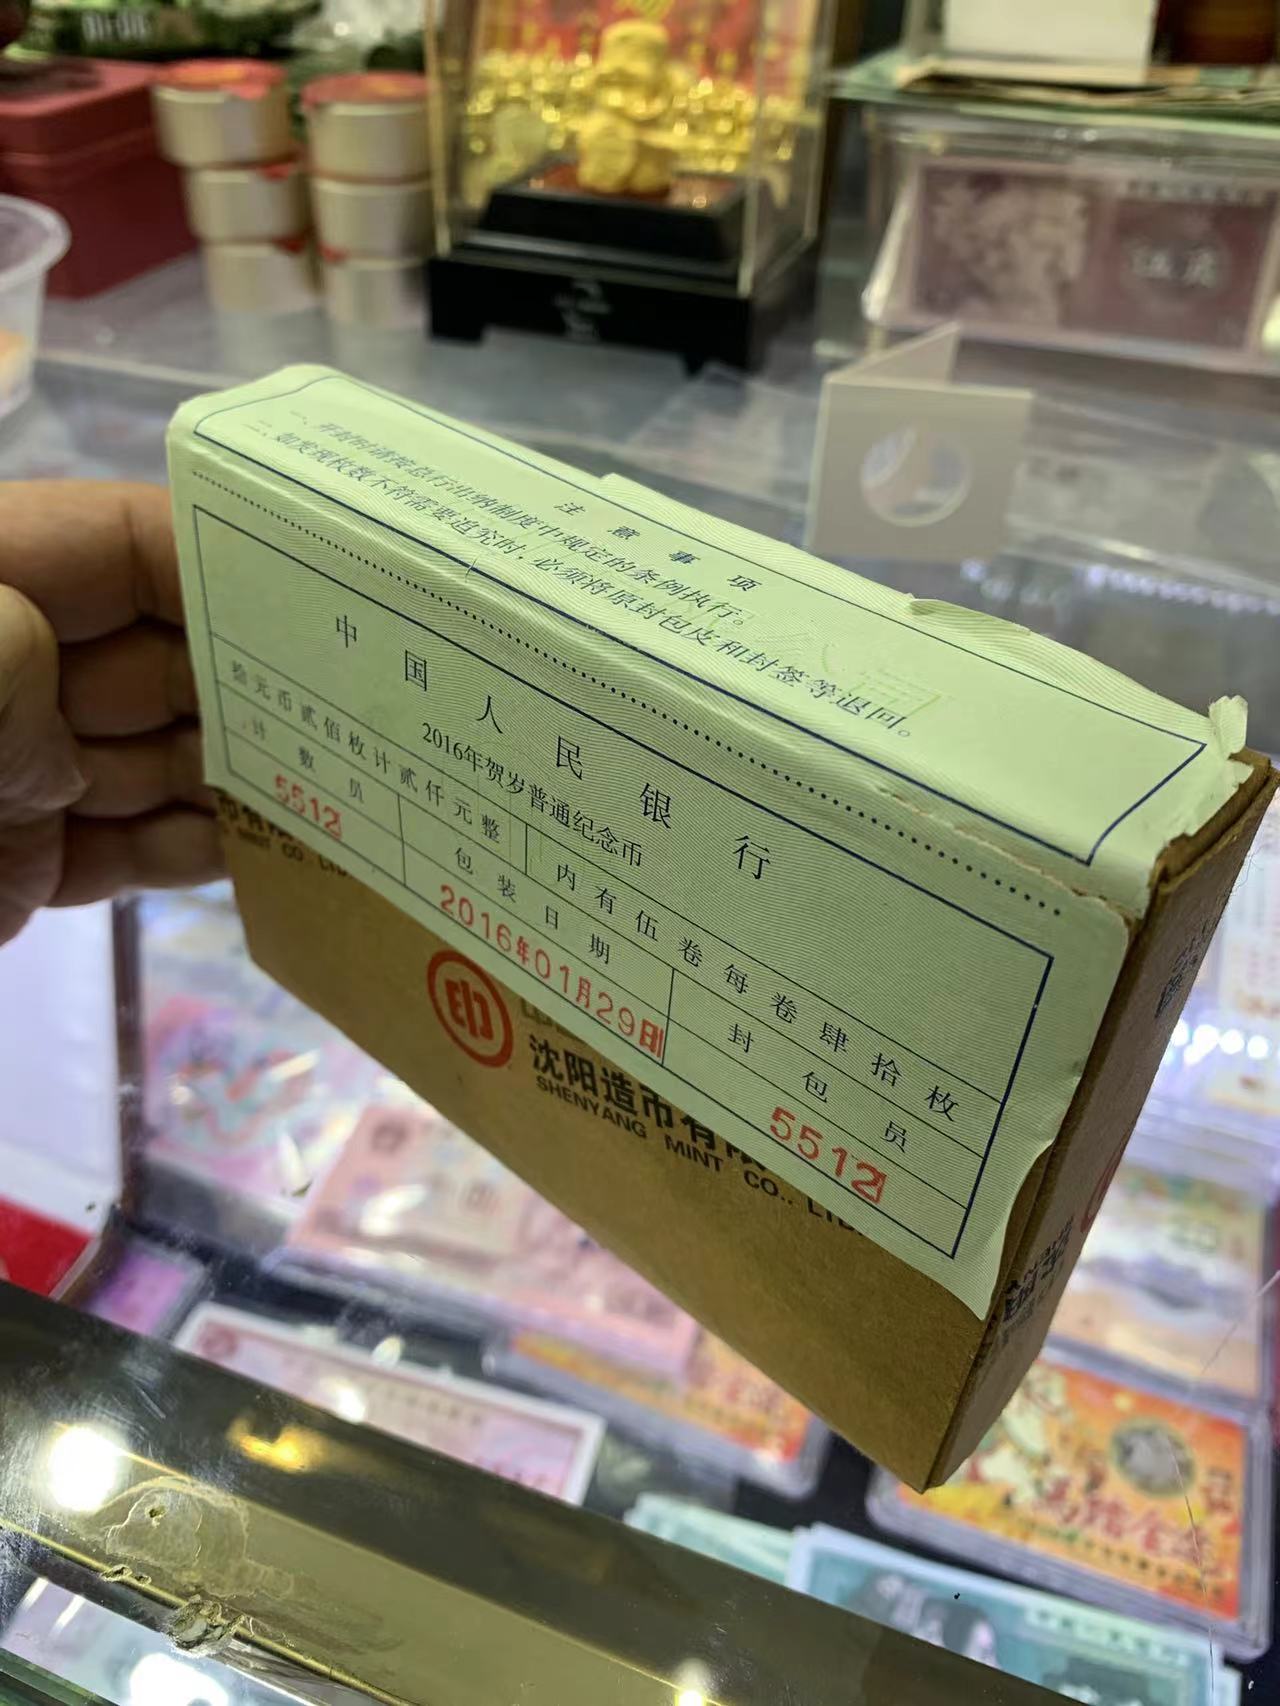 注意事项
一、开封时请按总行出纳制度中规定的条例执行。
二、如发现枚数不符需要追究时，必须将原封包皮和封签等退回。
中国人民银行
2016年贺岁普通纪念币
拾元币贰佰枚计贰仟元整
内有伍卷每卷肆拾枚
计数员
包装日期
封包员
5512
2016年01月29日
5512
MINT CO., LTD
沈阳造币有限
SHENYANG MINT CO., LTD.